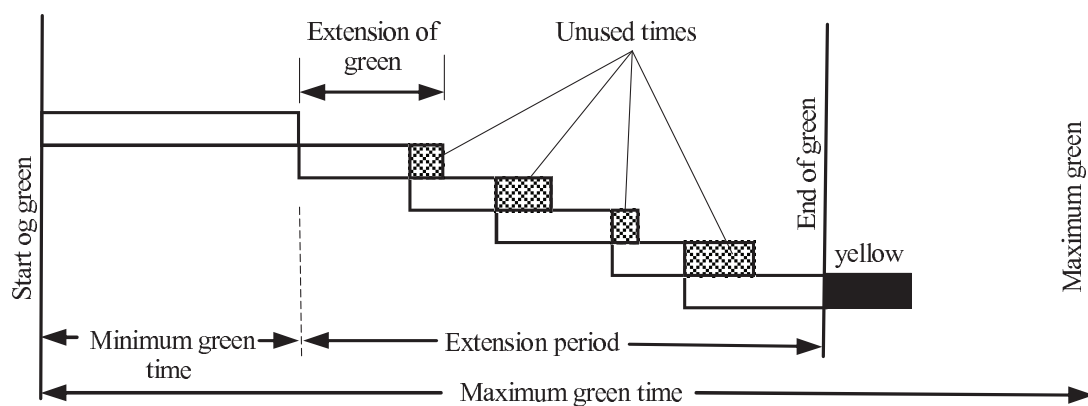 Extension of
green
Unused times
Start og green
End of green
Maximum green
yellow
Minimum green
time
Extension period
Maximum green time